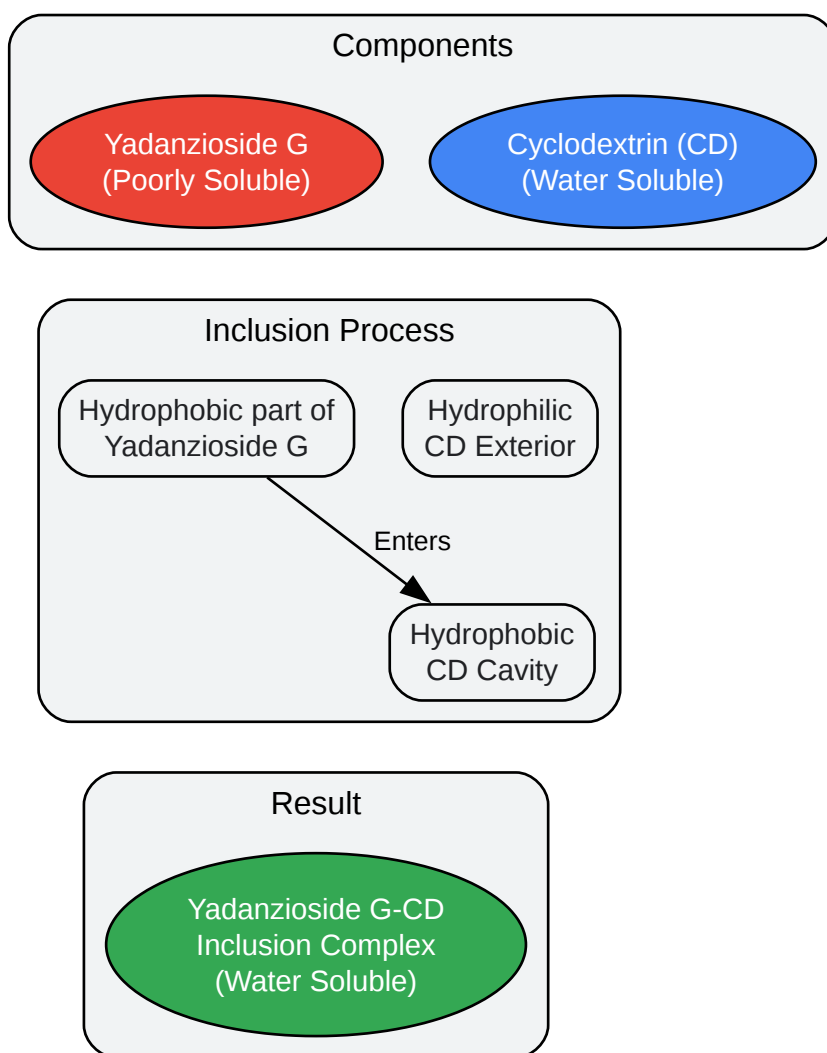 Components
Yadanzioside G
(Poorly Soluble)
Cyclodextrin (CD)
(Water Soluble)
Inclusion Process
Hydrophobic part of
Yadanzioside G
Hydrophilic
CD Exterior
Enters
Hydrophobic
CD Cavity
Result
Yadanzioside G-CD
Inclusion Complex
(Water Soluble)